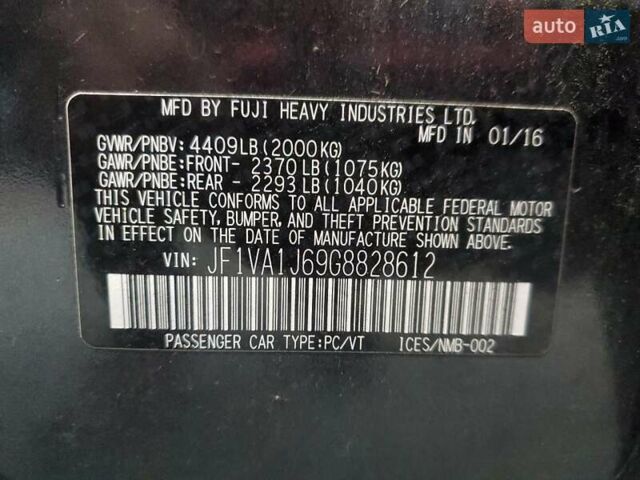 auto RIA .com
MFD BY FUJI HEAVY INDUSTRIES LTD.
MFD IN 01/16
GVWR/PNBV: 4409LB(2000KG)
GAWR/PNBE:FRONT- 2370LB(1075KG)
GAWR/PNBE:REAR - 2293LB(1040KG)
THIS VEHICLE CONFORMS TO ALL APPLICABLE FEDERAL MOTOR
VEHICLE SAFETY, BUMPER, AND THEFT PREVENTION STANDARDS
IN EFFECT ON THE DATE OF MANUFACTURE SHOWN ABOVE.
VIN: JF1VA1J69G8828612
PASSENGER CAR TYPE:PC/VT ICES/NMB-002